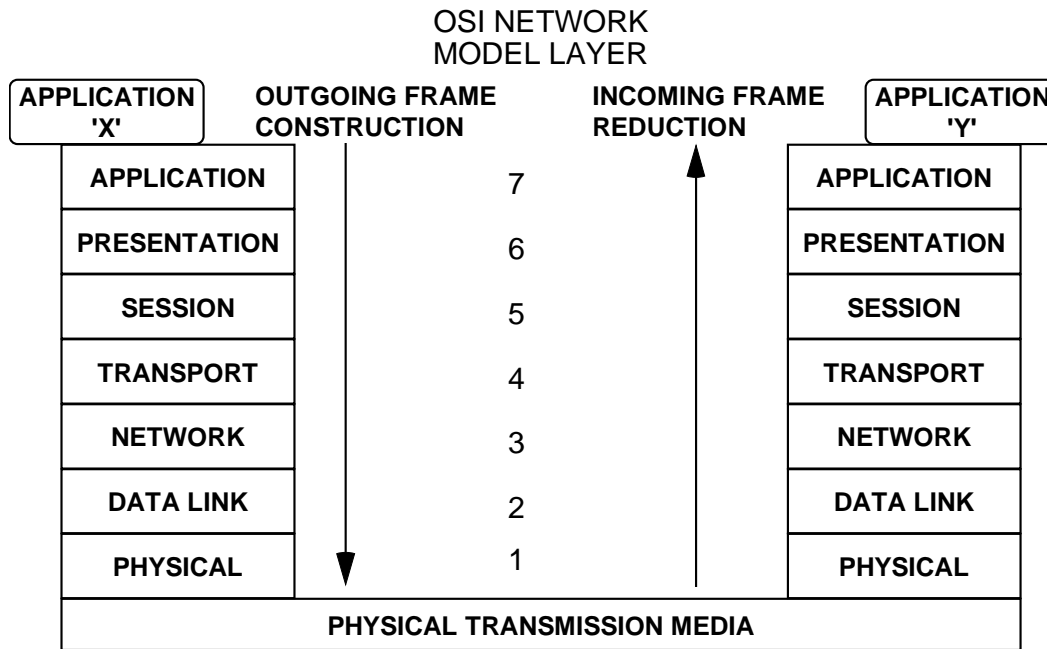 OSI NETWORK
MODEL LAYER
APPLICATION
'X'
OUTGOING FRAME
CONSTRUCTION
INCOMING FRAME
REDUCTION
APPLICATION
'Y'
APPLICATION 7 APPLICATION
PRESENTATION 6 PRESENTATION
SESSION 5 SESSION
TRANSPORT 4 TRANSPORT
NETWORK 3 NETWORK
DATA LINK 2 DATA LINK
PHYSICAL 1 PHYSICAL
PHYSICAL TRANSMISSION MEDIA